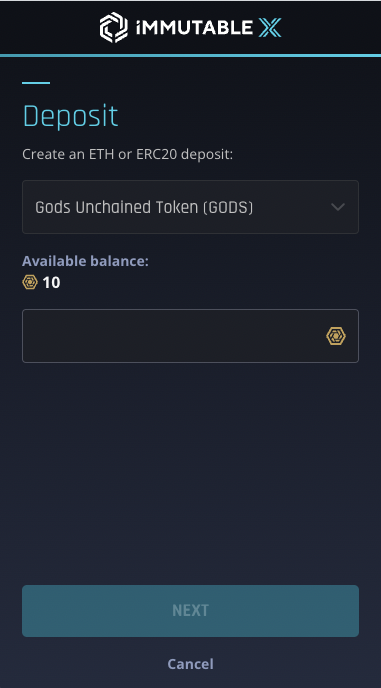 iMMUTABLE X
Deposit
Create an ETH or ERC20 deposit:
Gods Unchained Token (GODS)
Available balance:
10
NEXT
Cancel